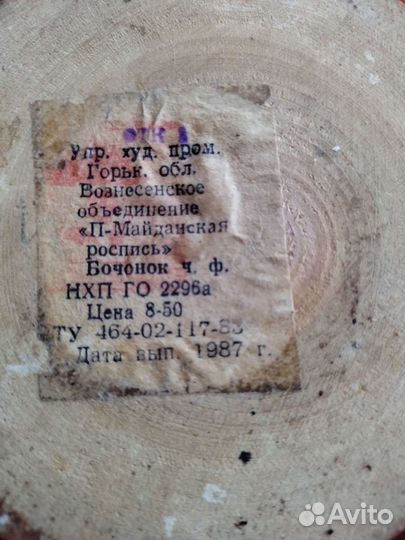 ОТК 1
Упр. худ. пром.
Горьк. обл.
Вознесенское
объединение
«П-Майданская
роспись»
Бочонок ч. ф.
НХП ГО 2296а
Цена 8-50
ТУ 464-02-117-83
Дата вып. 1987 г.
Avito